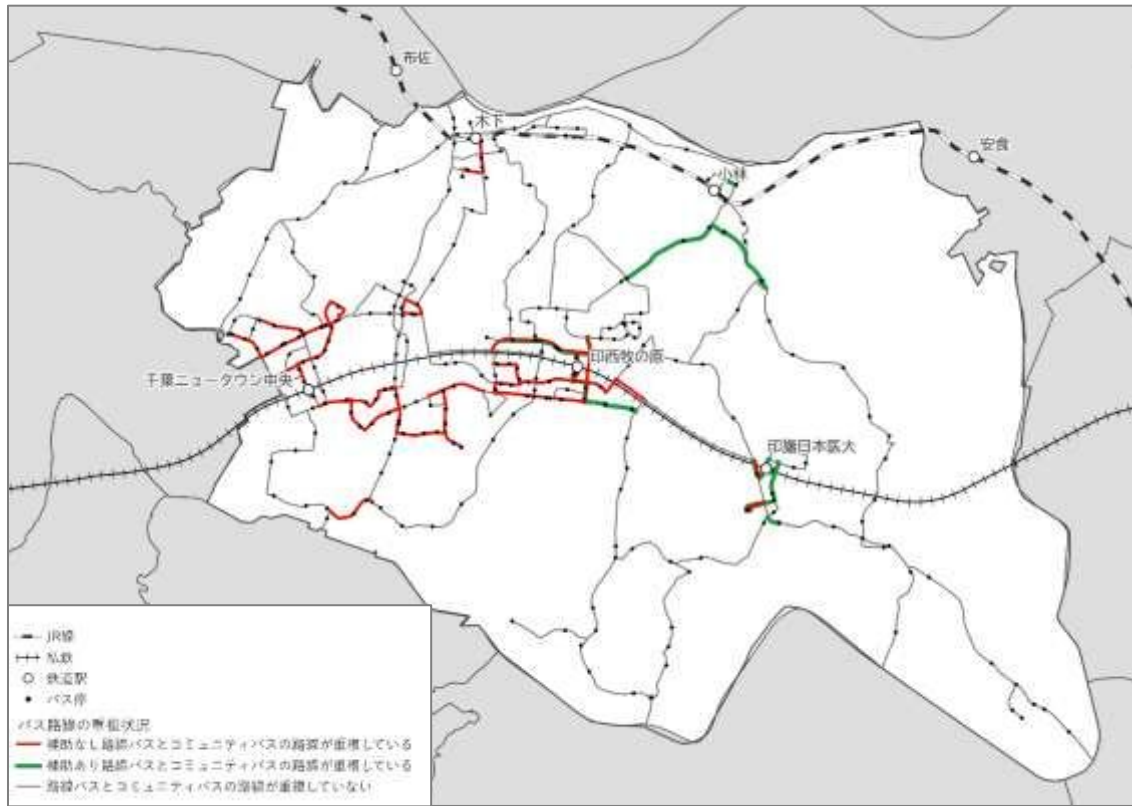 布佐
木下
安食
小林
印西牧の原
千葉ニュータウン中央
印旛日本医大
JR線
私鉄
鉄道駅
バス停
バス路線の重複状況
補助なし路線バスとコミュニティバスの路線が重複している
補助あり路線バスとコミュニティバスの路線が重複している
路線バスとコミュニティバスの路線が重複していない